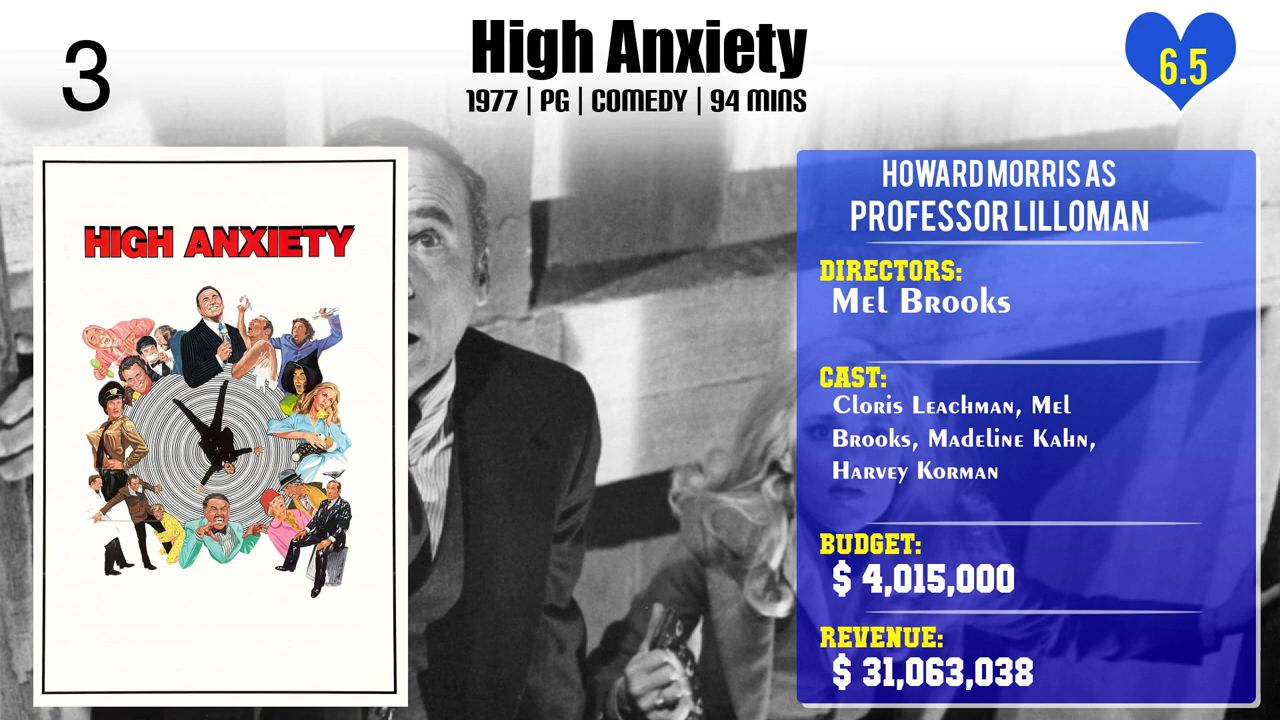 3
High Anxiety
1977 | PG | COMEDY | 94 MINS
6.5
HIGH ANXIETY
HOWARD MORRIS AS
PROFESSOR LILLOMAN
DIRECTORS:
Mel Brooks
CAST:
Cloris Leachman, Mel
Brooks, Madeline Kahn,
Harvey Korman
BUDGET:
$ 4,015,000
REVENUE:
$ 31,063,038